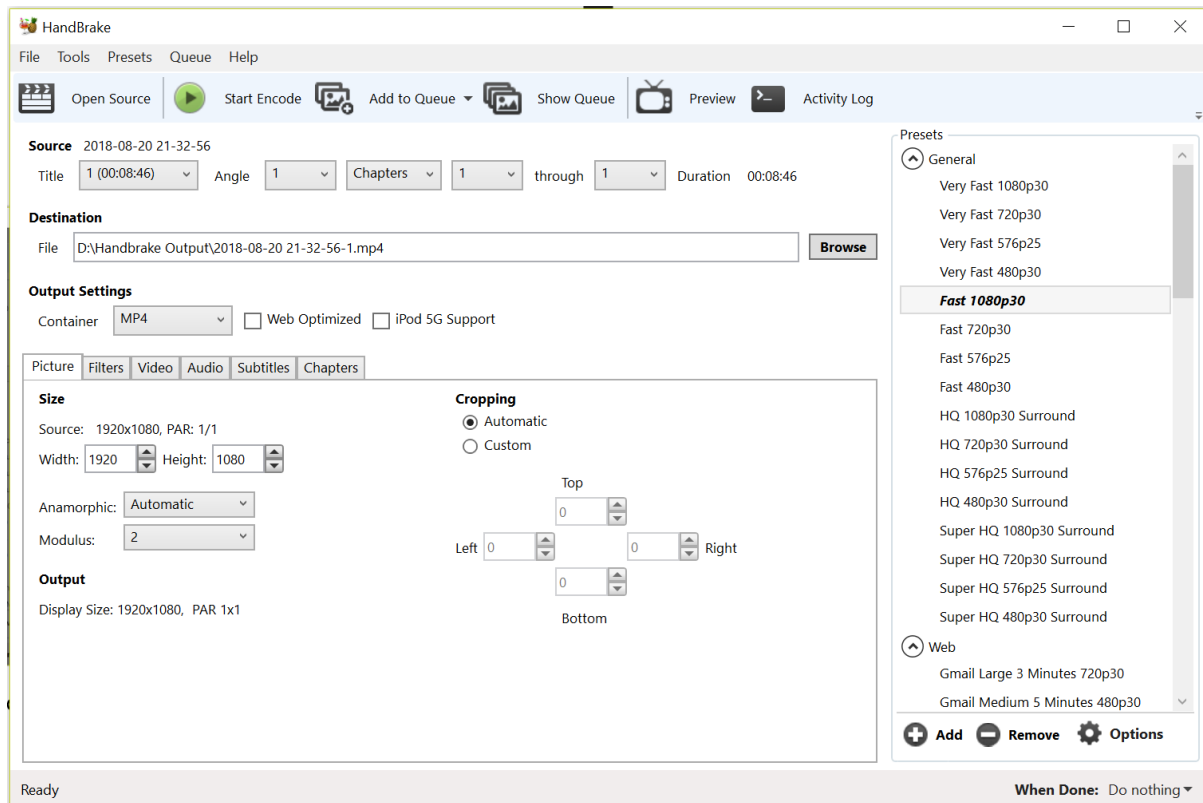 HandBrake
File Tools Presets Queue Help
Open Source Start Encode Add to Queue Show Queue Preview Activity Log
Source 2018-08-20 21-32-56
Title 1 (00:08:46) Angle 1 Chapters 1 through 1 Duration 00:08:46
Destination
File D:\Handbrake Output\2018-08-20 21-32-56-1.mp4 Browse
Output Settings
Container MP4 Web Optimized iPod 5G Support
Picture Filters Video Audio Subtitles Chapters
Size
Source: 1920x1080, PAR: 1/1
Width: 1920 Height: 1080
Anamorphic: Automatic
Modulus: 2
Output
Display Size: 1920x1080, PAR 1x1
Cropping
Automatic
Custom
Top
0
Left 0 0 Right
0
Bottom
Presets
General
Very Fast 1080p30
Very Fast 720p30
Very Fast 576p25
Very Fast 480p30
Fast 1080p30
Fast 720p30
Fast 576p25
Fast 480p30
HQ 1080p30 Surround
HQ 720p30 Surround
HQ 576p25 Surround
HQ 480p30 Surround
Super HQ 1080p30 Surround
Super HQ 720p30 Surround
Super HQ 576p25 Surround
Super HQ 480p30 Surround
Web
Gmail Large 3 Minutes 720p30
Gmail Medium 5 Minutes 480p30
Add Remove Options
Ready When Done: Do nothing